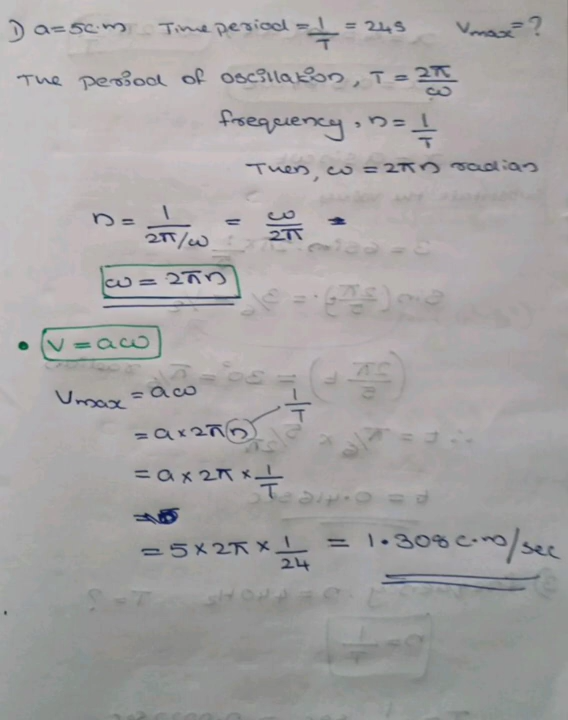 1) a=5cm Time period = 1/T = 24s Vmax = ?
The period of oscillation, T = 2π/ω
frequency, n = 1/T
Then, ω = 2πn radian
n = 1/2π/ω = ω/2π
ω = 2πn
• V = aω
Vmax = aω
= a×2πn 1/T
= a×2π×1/T
= 5×2π×1/24 = 1.308 c.m/sec